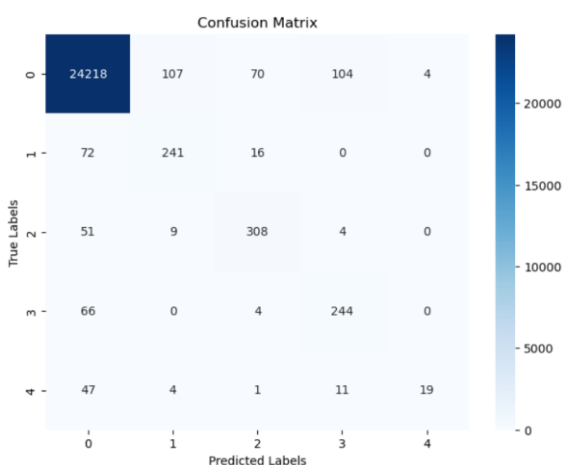 Confusion Matrix
0 24218 107 70 104 4
1 72 241 16 0 0
2 51 9 308 4 0
3 66 0 4 244 0
4 47 4 1 11 19
0 1 2 3 4
True Labels
Predicted Labels
20000
15000
10000
5000
0